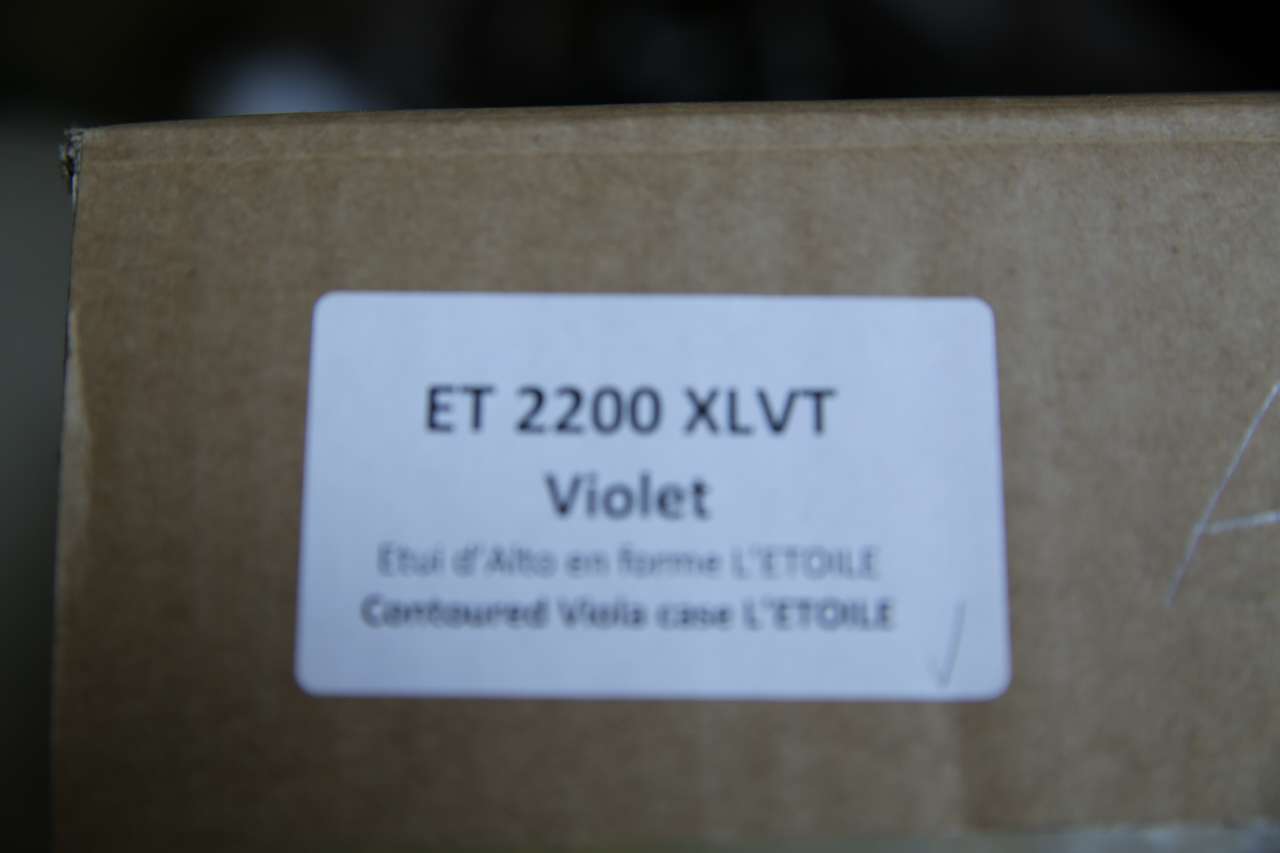 ET 2200 XLVT
Violet
Etui d'Alto en forme L'ETOILE
Contoured Viola case L'ETOILE
A